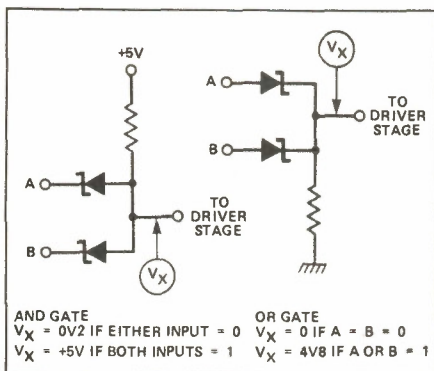 +5V
A
B
TO
DRIVER
STAGE
VX
VX
A
B
TO
DRIVER
STAGE
AND GATE
VX = 0V2 IF EITHER INPUT = 0
VX = +5V IF BOTH INPUTS = 1
OR GATE
VX = 0 IF A = B = 0
VX = 4V8 IF A OR B = 1